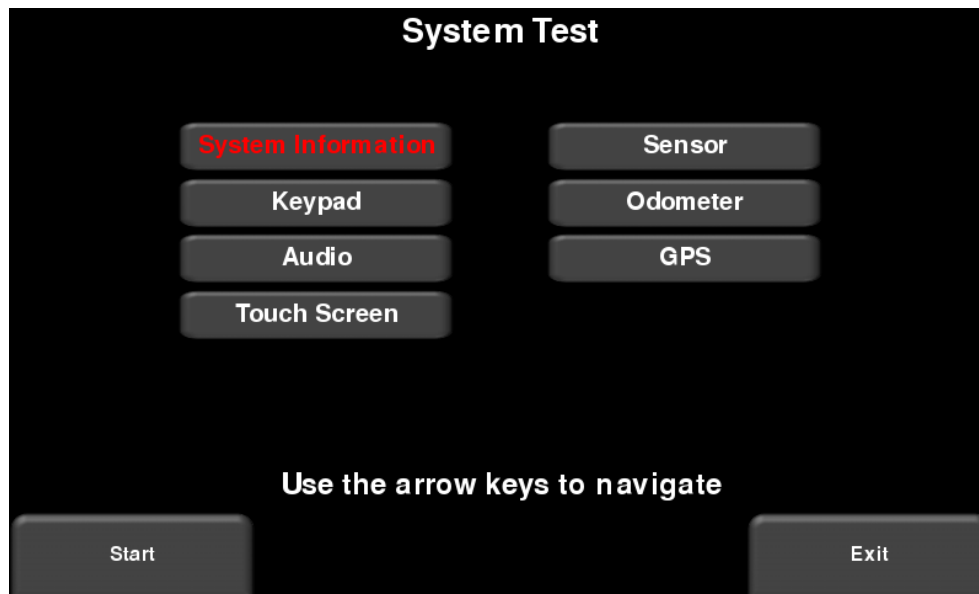 System Test
System Information
Sensor
Keypad
Odometer
Audio
GPS
Touch Screen
Use the arrow keys to navigate
Start
Exit